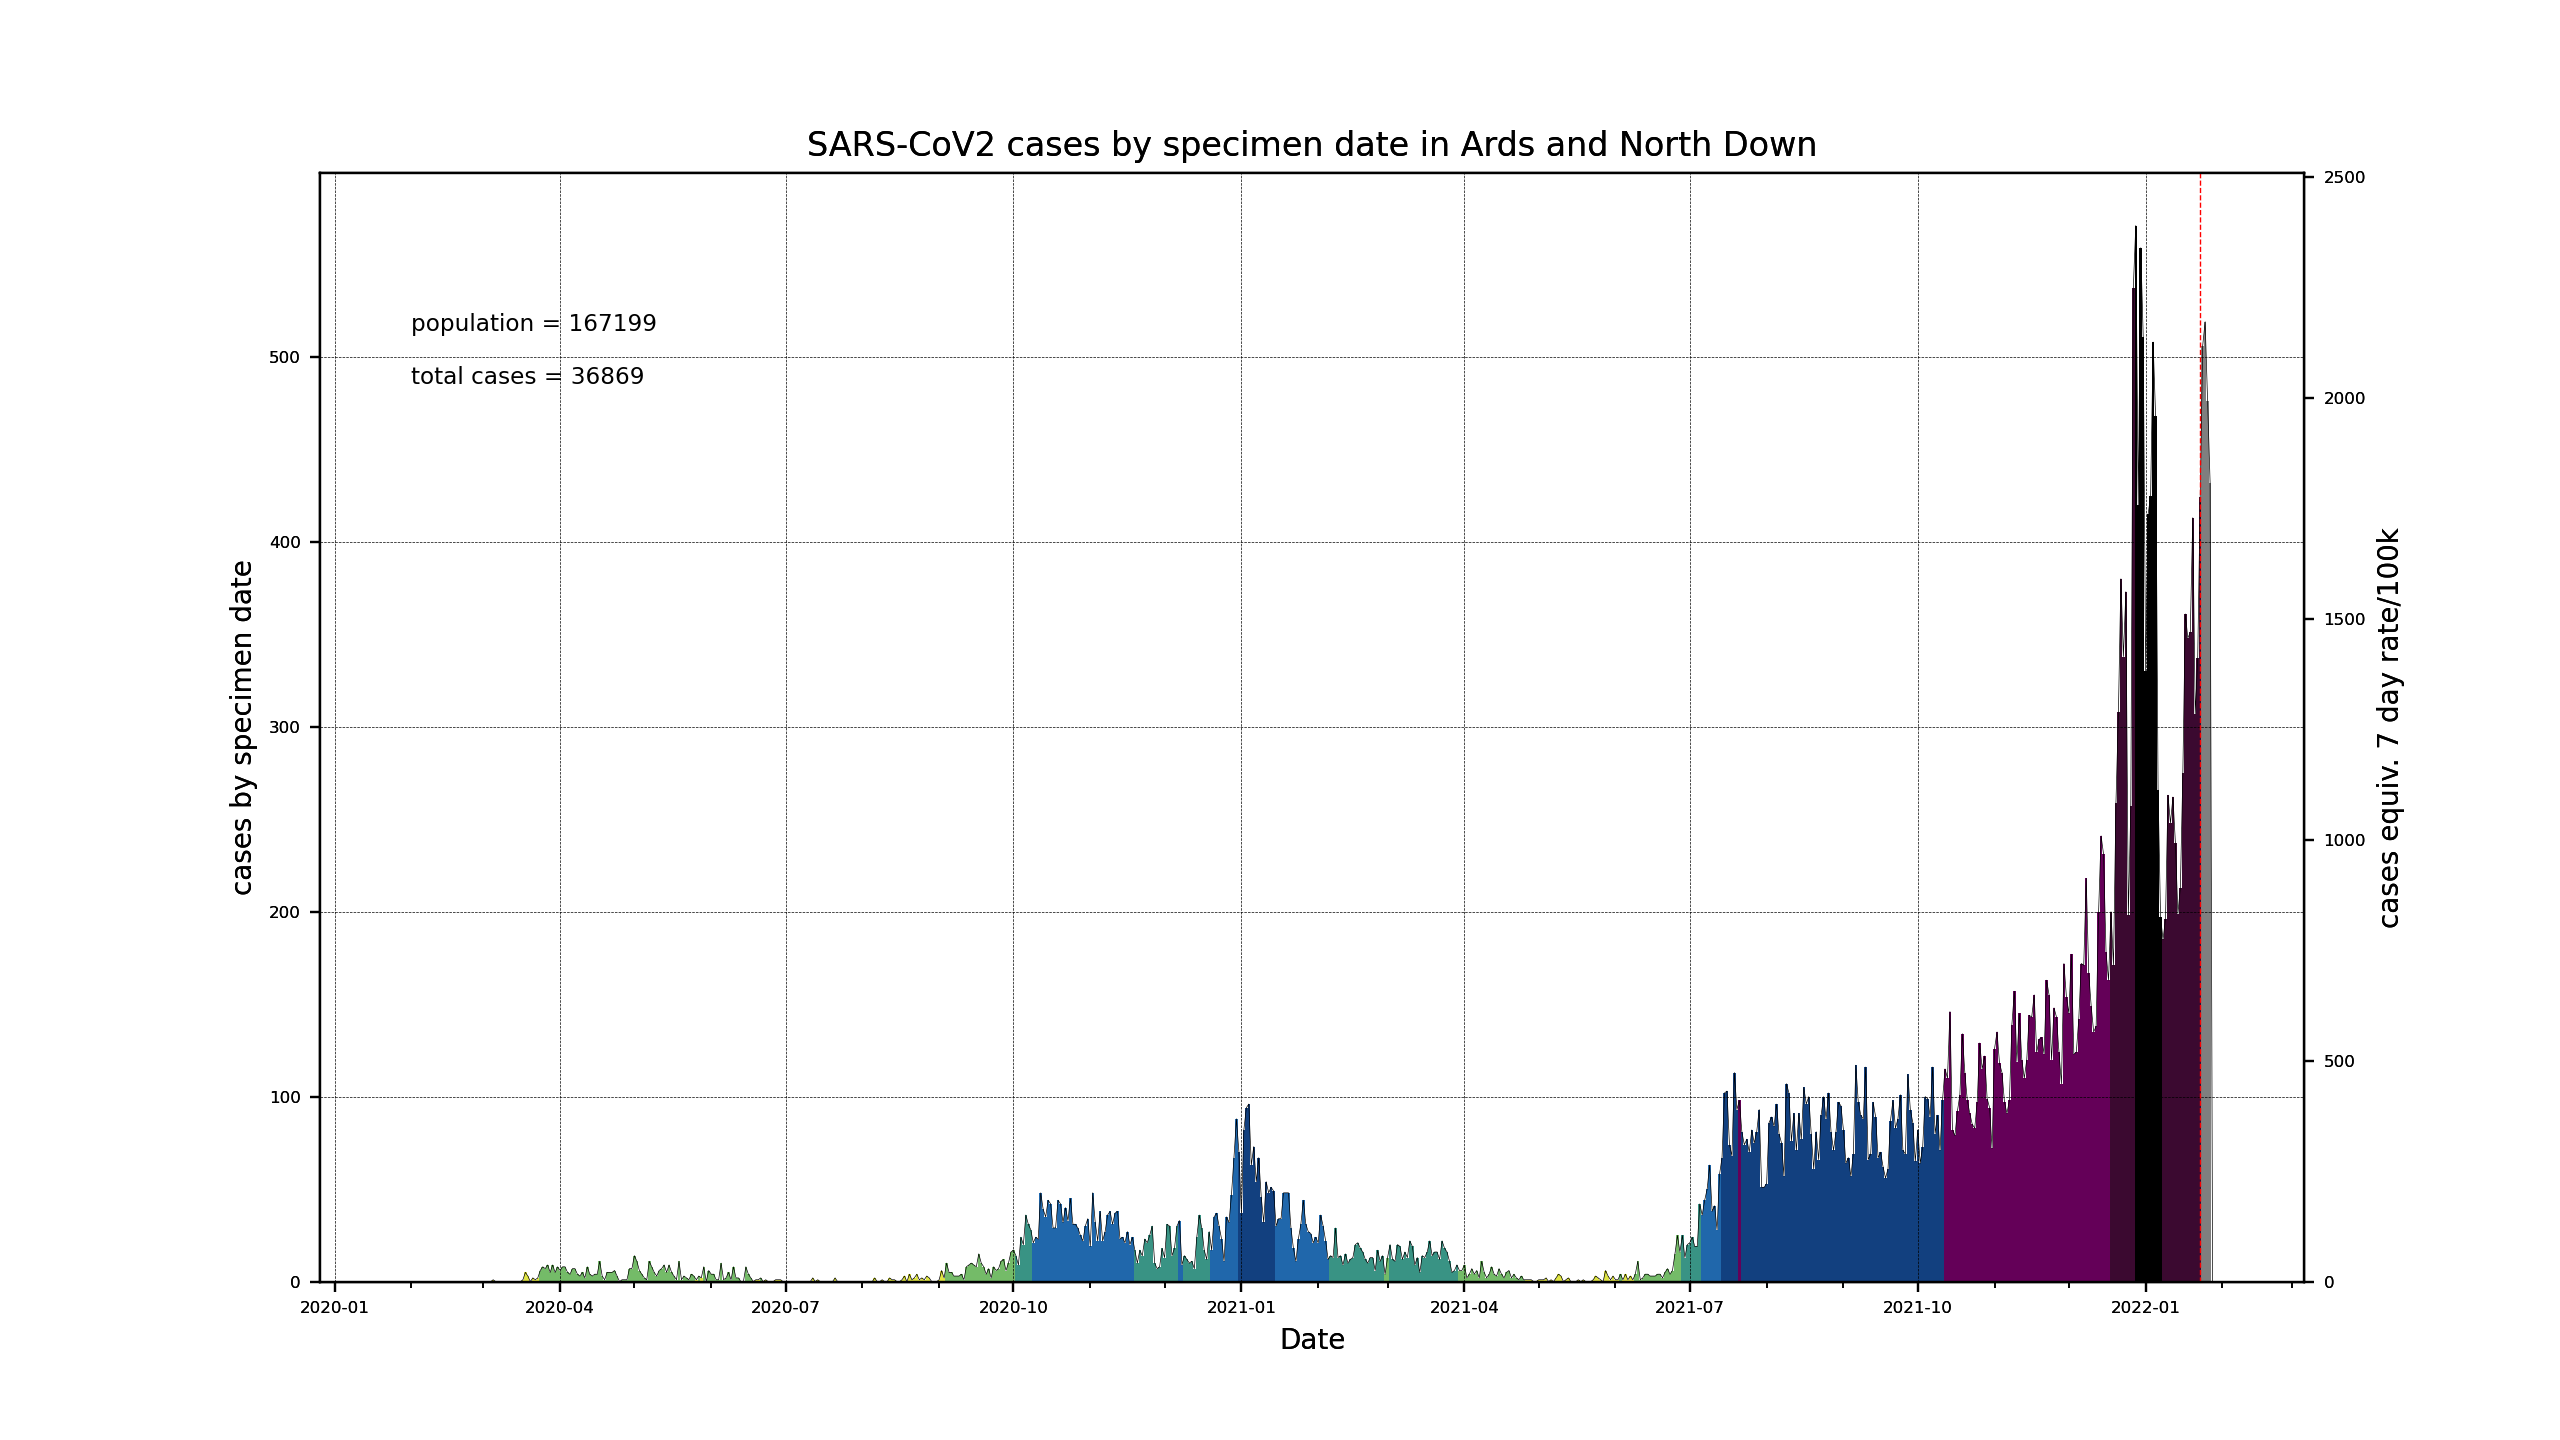 SARS-CoV2 cases by specimen date in Ards and North Down
population = 167199
total cases = 36869
cases by specimen date
500
400
300
200
100
0
2500
2000
1500
1000
500
0
cases equiv. 7 day rate/100k
2020-01 2020-04 2020-07 2020-10 2021-01 2021-04 2021-07 2021-10 2022-01
Date